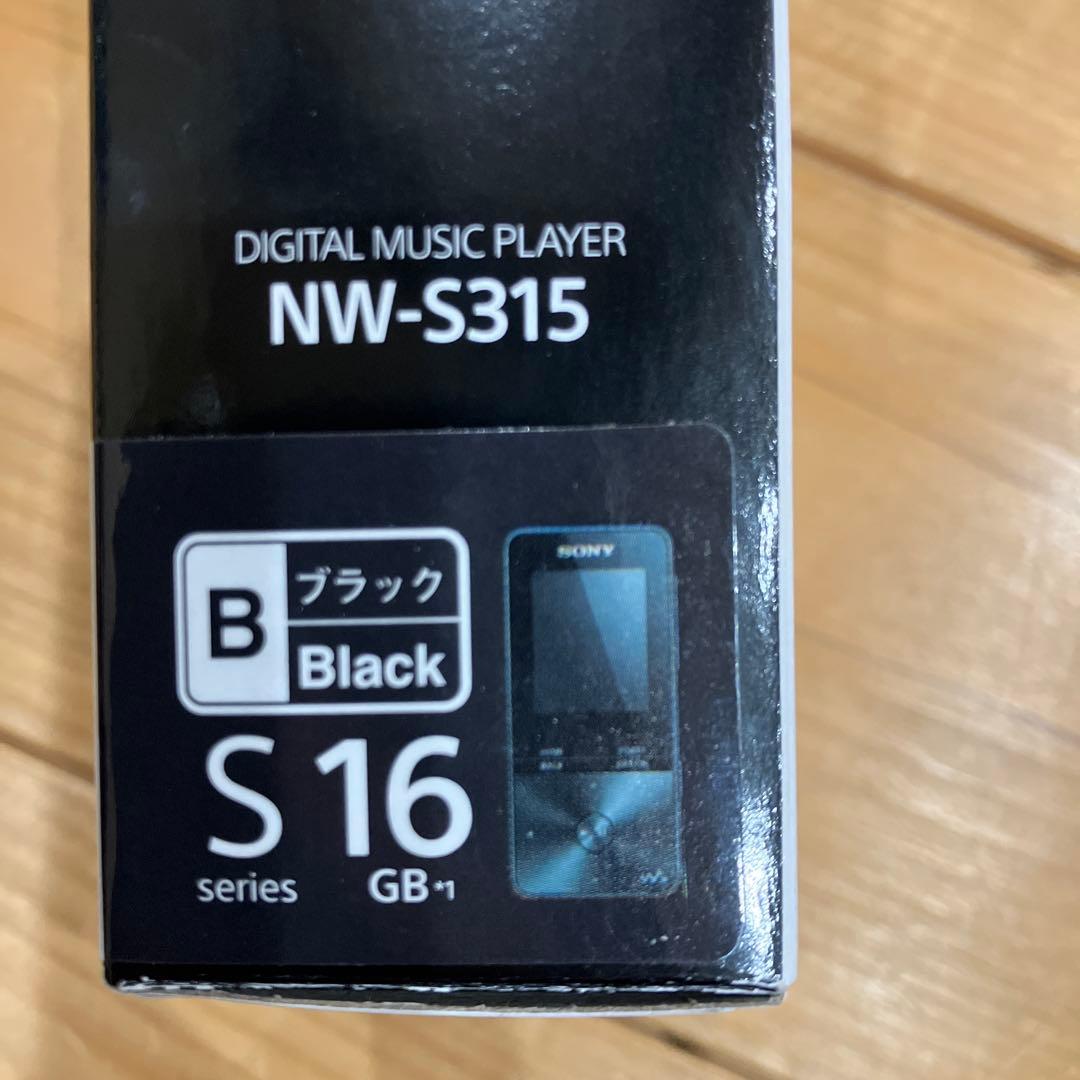 DIGITAL MUSIC PLAYER
NW-S315
B
ブラック
Black
SONY
S 16
series GB *1